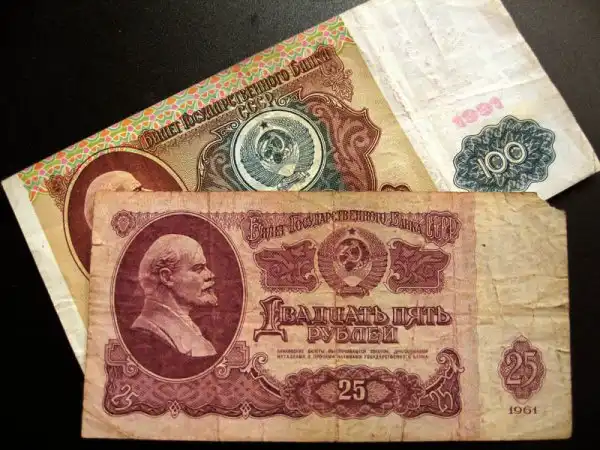 Билет Государственного Банка
СССР
1991
100
Билет Государственного Банка СССР
Двадцать пять
рублей
25
25
1961